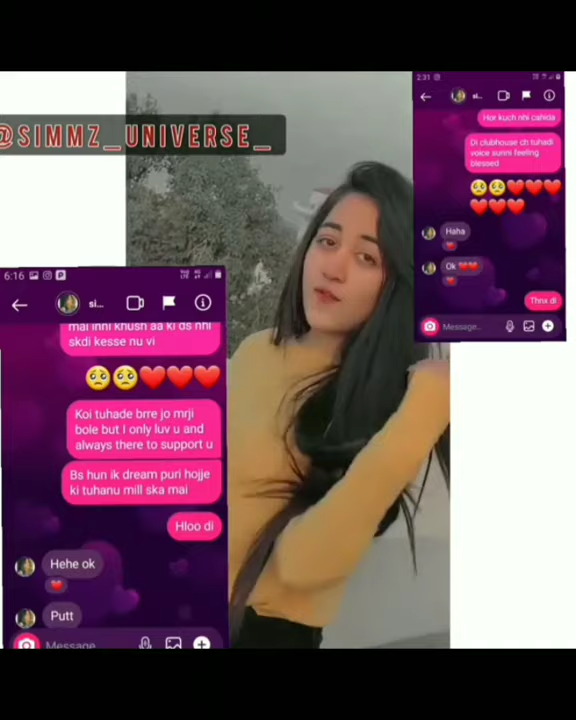 @SIMMZ_UNIVERSE_
2:31
si...
Hor kuch nhi cahida
Di clubhouse ch tuhadi
voice sunni feeling
blessed
🥺🥺❤️❤️❤️
❤️❤️❤️
Haha
❤️
Ok ❤️❤️
❤️
Thnx di
Message...
6:16
si...
mai inni khush aa ki ds nhi
skdi kesse nu vi
🥺🥺❤️❤️❤️
Koi tuhade brre jo mrji
bole but I only luv u and
always there to support u
Bs hun ik dream puri hojje
ki tuhanu mill ska mai
Hloo di
Hehe ok
❤️
Putt
Message